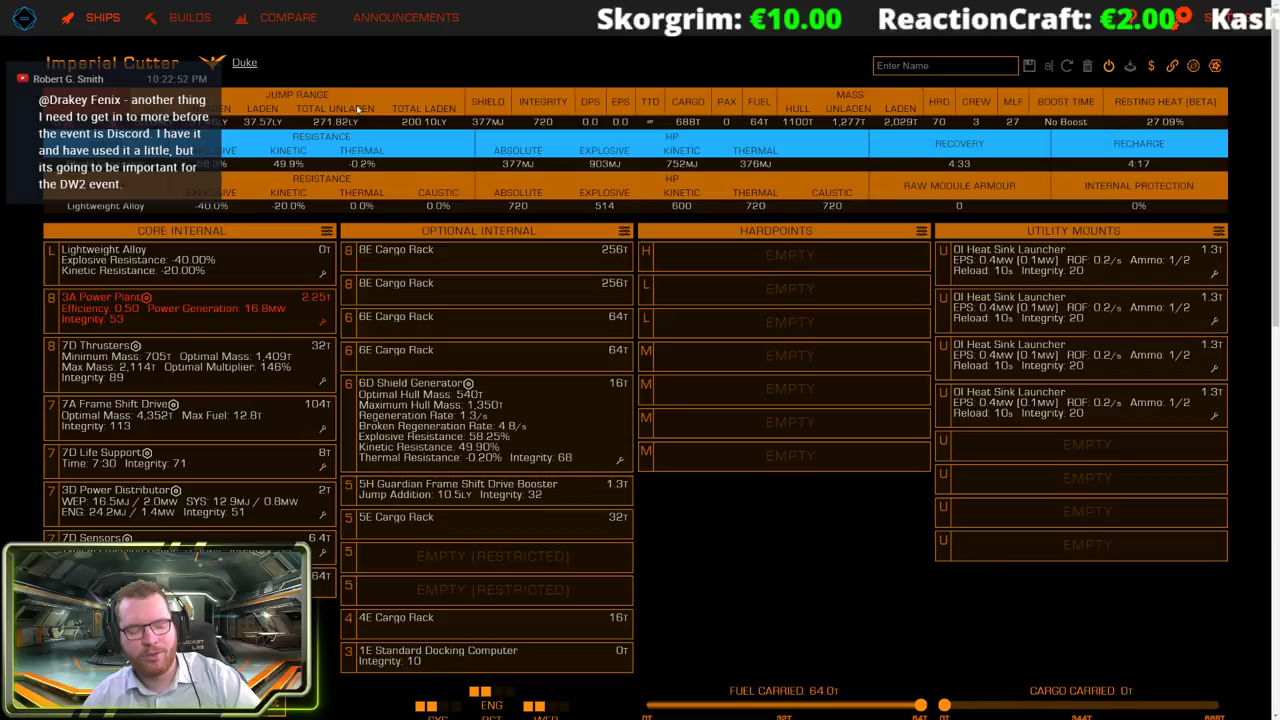 SHIPS
BUILDS
COMPARE
ANNOUNCEMENTS
Skorgrim: €10.00 ReactionCraft: €2.00 Kash
Imperial Cutter
Duke
Enter Name
Robert G. Smith 10:22:52 PM
@Drakey Fenix - another thing
I need to get in to more before
the event is Discord. I have it
and have used it a little, but
its going to be important for
the DW2 event.
JUMP RANGE
MASS
LADEN TOTAL UNLADEN TOTAL LADEN SHIELD INTEGRITY DPS EPS TTD CARGO PAX FUEL HULL UNLADEN LADEN HRD CREW MLF BOOST TIME RESTING HEAT (BETA)
37.57LY 271.82LY 200.10LY 377MJ 720 0.0 0.0 ∞ 688T 0 64T 1100T 1,277T 2,029T 70 3 27 No Boost 27.09%
RESISTANCE HP
KINETIC THERMAL ABSOLUTE EXPLOSIVE KINETIC THERMAL RECOVERY RECHARGE
49.9% -0.2% 377MJ 903MJ 752MJ 376MJ 4:33 4:17
RESISTANCE HP
EXPLOSIVE KINETIC THERMAL CAUSTIC ABSOLUTE EXPLOSIVE KINETIC THERMAL CAUSTIC RAW MODULE ARMOUR INTERNAL PROTECTION
Lightweight Alloy -40.0% -20.0% 0.0% 0.0% 720 514 600 720 720 0 0%
CORE INTERNAL
L Lightweight Alloy 0T
Explosive Resistance: -40.00%
Kinetic Resistance: -20.00%
8 3A Power Plant 2.25T
Efficiency: 0.50 Power Generation: 16.8MW
Integrity: 53
8 7D Thrusters 32T
Minimum Mass: 705T Optimal Mass: 1,409T
Max Mass: 2,114T Optimal Multiplier: 146%
Integrity: 89
7 7A Frame Shift Drive 104T
Optimal Mass: 4,352T Max Fuel: 12.8T
Integrity: 113
7 7D Life Support 8T
Time: 7:30 Integrity: 71
7 3D Power Distributor 2T
WEP: 16.5MJ / 2.0MW SYS: 12.9MJ / 0.8MW
ENG: 24.2MJ / 1.4MW Integrity: 51
7 7D Sensors 6.4T
64T
OPTIONAL INTERNAL
8 8E Cargo Rack 256T
8 8E Cargo Rack 256T
6 6E Cargo Rack 64T
6 6E Cargo Rack 64T
6 6D Shield Generator 16T
Optimal Hull Mass: 540T
Maximum Hull Mass: 1,350T
Regeneration Rate: 1.3/s
Broken Regeneration Rate: 4.8/s
Explosive Resistance: 58.25%
Kinetic Resistance: 49.90%
Thermal Resistance: -0.20% Integrity: 68
5 5H Guardian Frame Shift Drive Booster 1.3T
Jump Addition: 10.5LY Integrity: 32
5 5E Cargo Rack 32T
5 EMPTY (RESTRICTED)
5 EMPTY (RESTRICTED)
4 4E Cargo Rack 16T
3 1E Standard Docking Computer 0T
Integrity: 10
HARDPOINTS
H EMPTY
L EMPTY
L EMPTY
M EMPTY
M EMPTY
M EMPTY
M EMPTY
UTILITY MOUNTS
U 0I Heat Sink Launcher 1.3T
EPS: 0.4MW (0.1MW) ROF: 0.2/s Ammo: 1/2
Reload: 10s Integrity: 20
U 0I Heat Sink Launcher 1.3T
EPS: 0.4MW (0.1MW) ROF: 0.2/s Ammo: 1/2
Reload: 10s Integrity: 20
U 0I Heat Sink Launcher 1.3T
EPS: 0.4MW (0.1MW) ROF: 0.2/s Ammo: 1/2
Reload: 10s Integrity: 20
U 0I Heat Sink Launcher 1.3T
EPS: 0.4MW (0.1MW) ROF: 0.2/s Ammo: 1/2
Reload: 10s Integrity: 20
U EMPTY
U EMPTY
U EMPTY
U EMPTY
ENG
SYS RST WEP
FUEL CARRIED: 64.0T
0T 32T 64T
CARGO CARRIED: 0T
0T 344T 688T